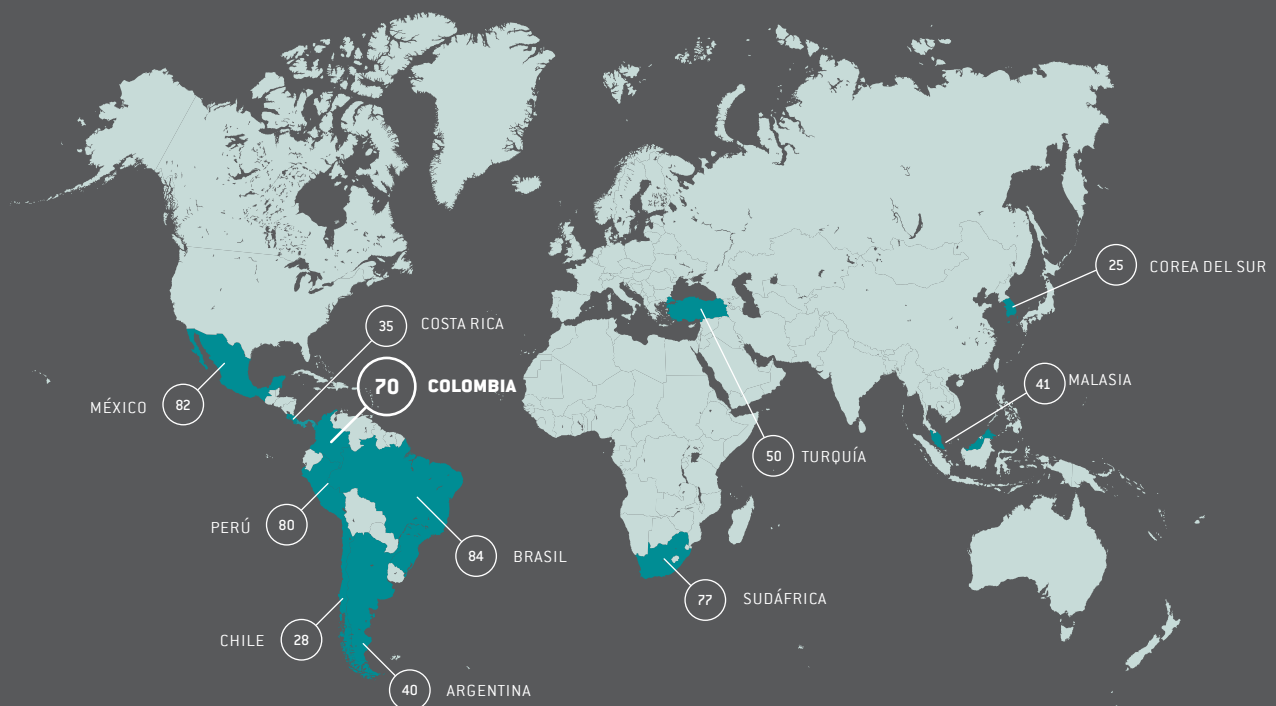 25 COREA DEL SUR
35 COSTA RICA
70 COLOMBIA
41 MALASIA
MÉXICO 82
50 TURQUÍA
PERÚ 80
84 BRASIL
77 SUDÁFRICA
CHILE 28
40 ARGENTINA